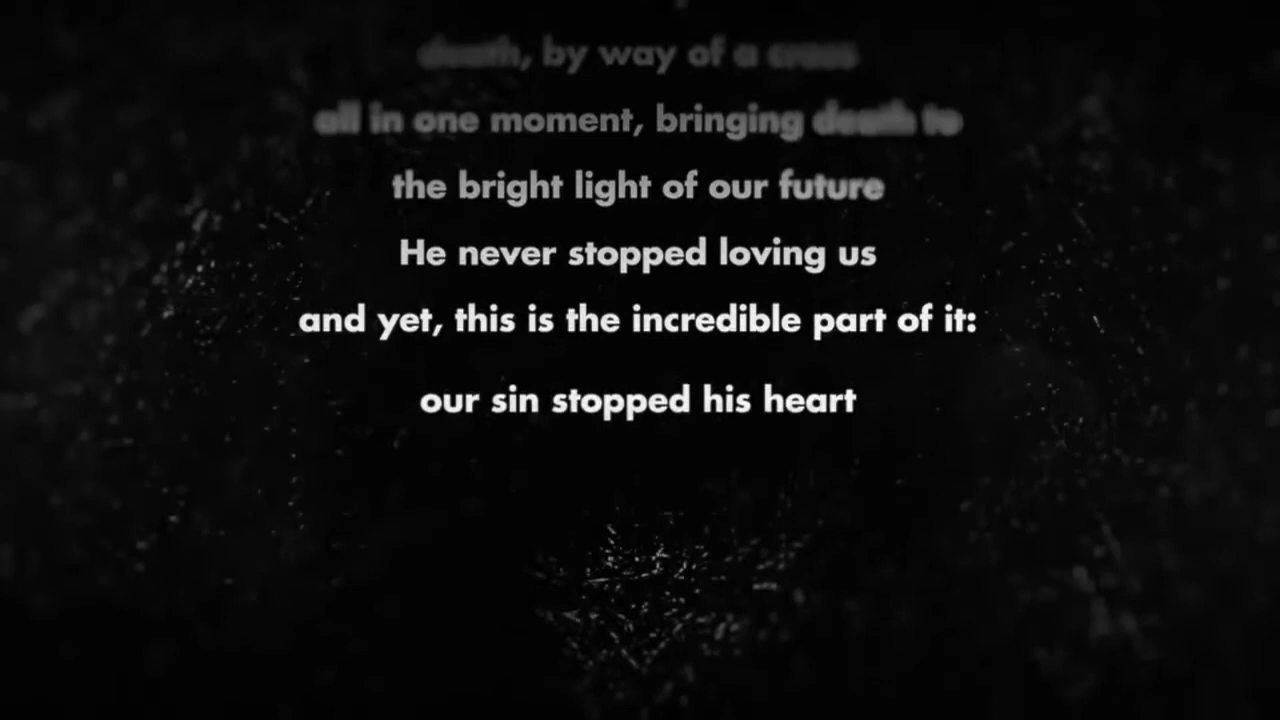 death, by way of a cross
all in one moment, bringing death to
the bright light of our future
He never stopped loving us
and yet, this is the incredible part of it:
our sin stopped his heart